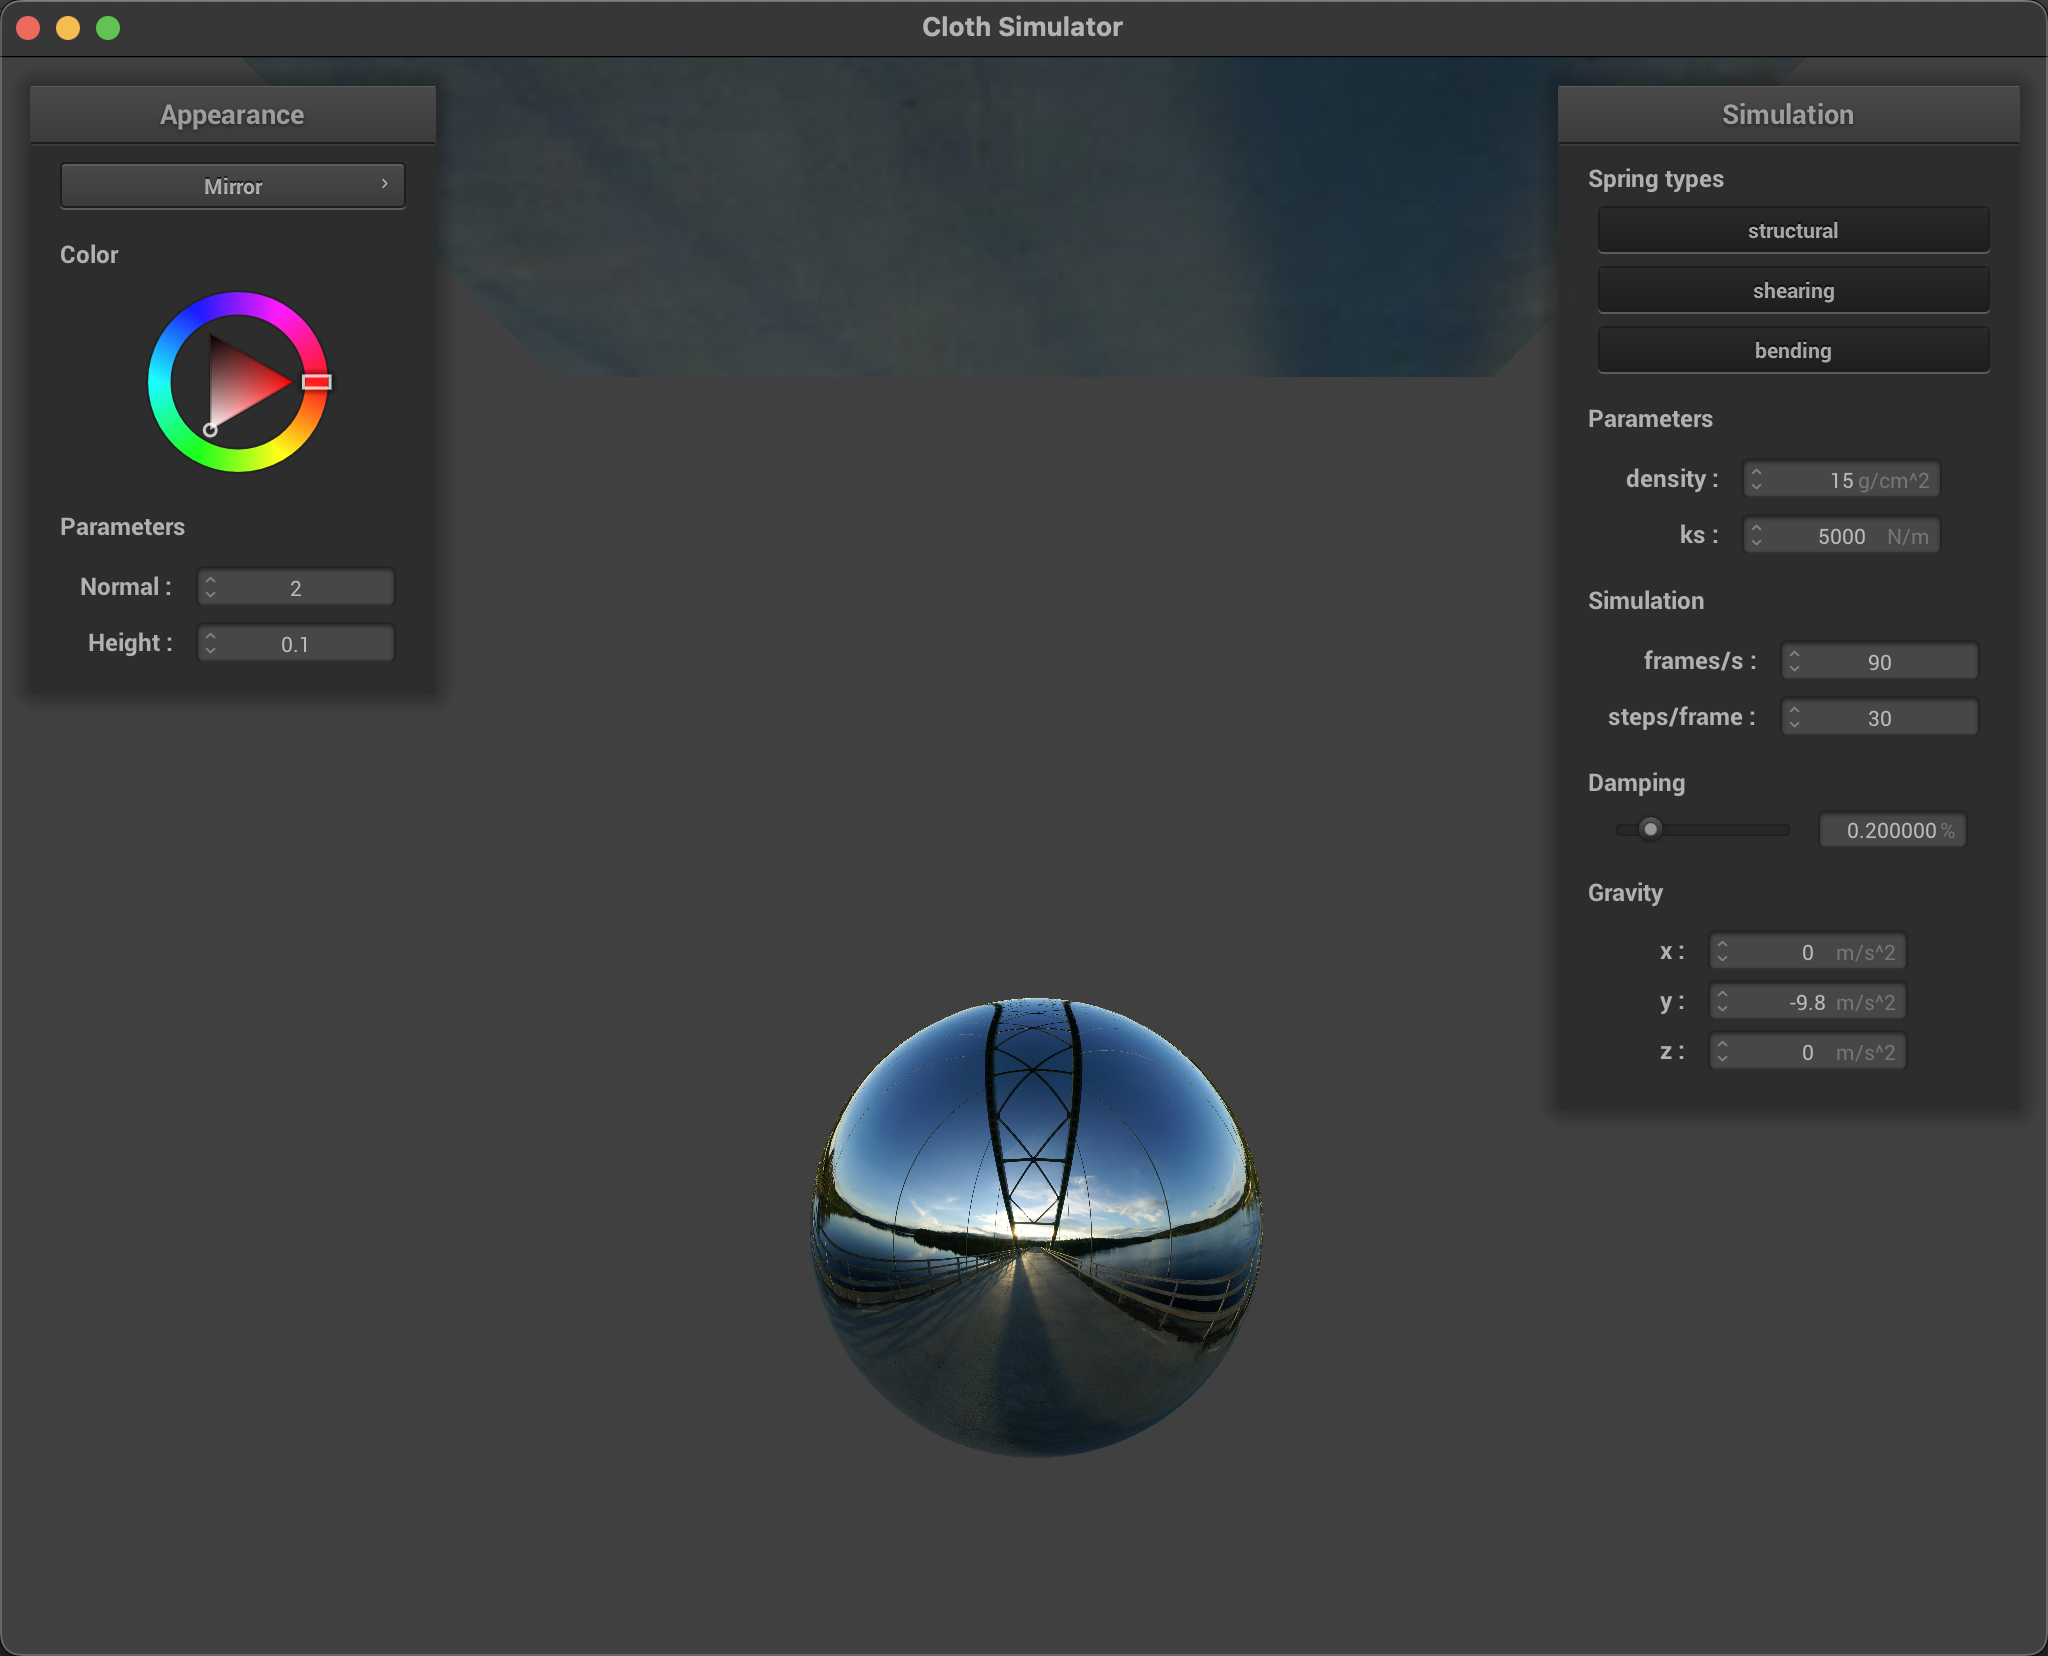 Cloth Simulator
Appearance
Mirror
Color
Parameters
Normal : 2
Height : 0.1
Simulation
Spring types
structural
shearing
bending
Parameters
density : 15 g/cm^2
ks : 5000 N/m
Simulation
frames/s : 90
steps/frame : 30
Damping
0.200000 %
Gravity
x : 0 m/s^2
y : -9.8 m/s^2
z : 0 m/s^2